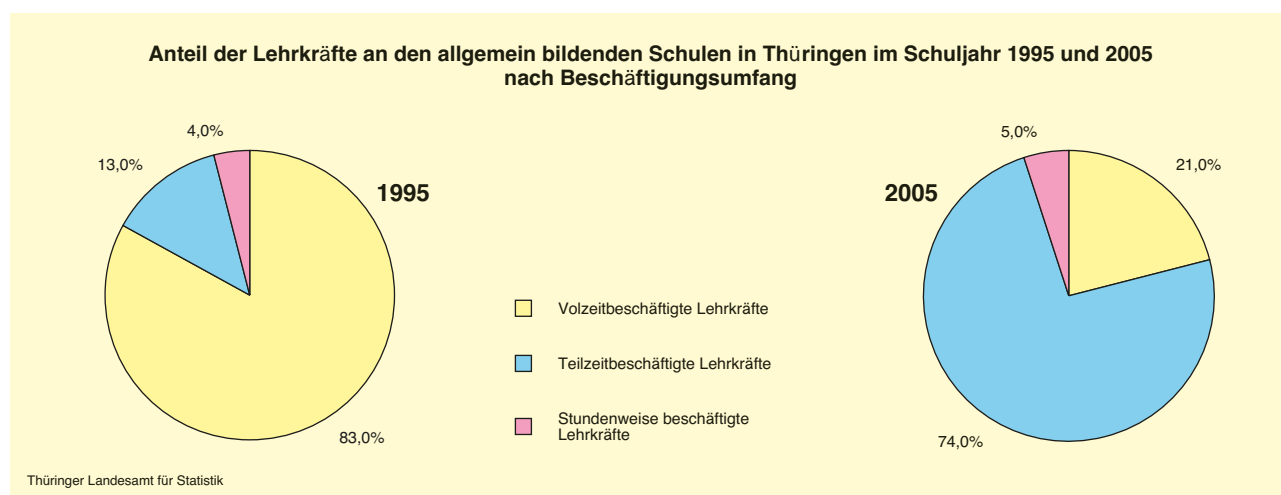 Anteil der Lehrkräfte an den allgemein bildenden Schulen in Thüringen im Schuljahr 1995 und 2005
nach Beschäftigungsumfang
4,0%
13,0%
1995
83,0%
5,0%
21,0%
2005
74,0%
Volzeitbeschäftigte Lehrkräfte
Teilzeitbeschäftigte Lehrkräfte
Stundenweise beschäftigte
Lehrkräfte
Thüringer Landesamt für Statistik